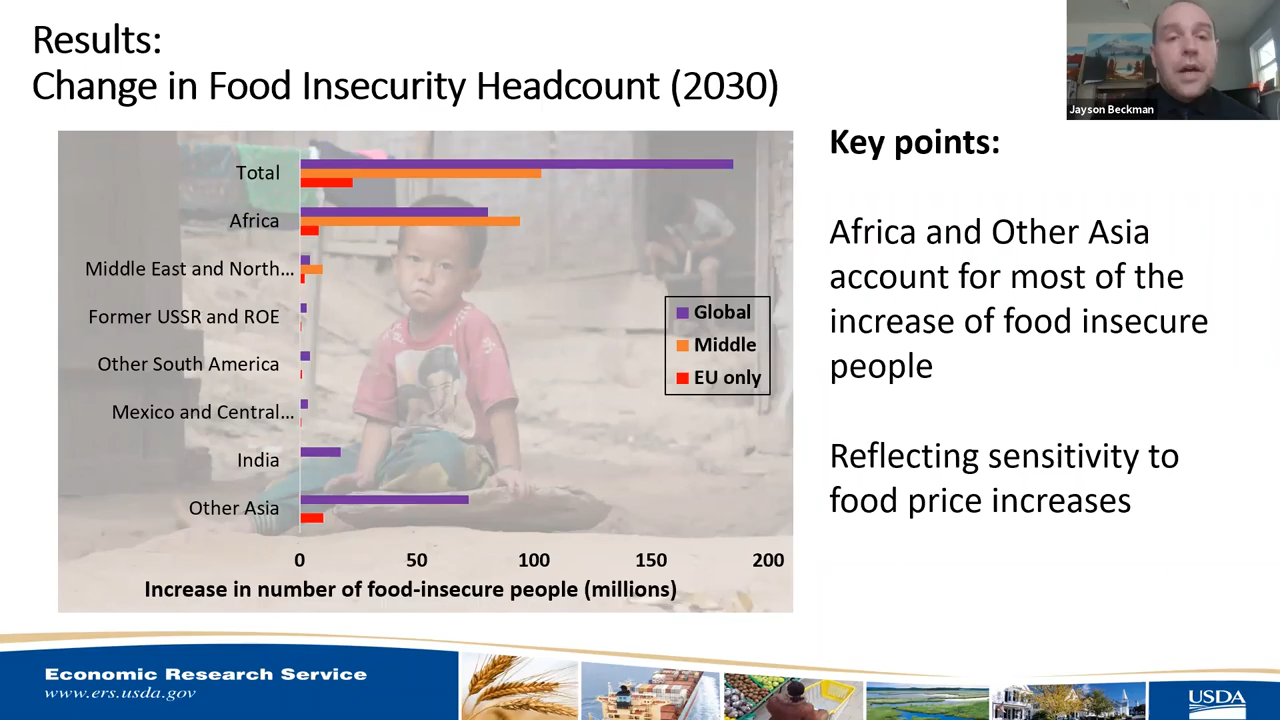 Results:
Change in Food Insecurity Headcount (2030)
Jayson Beckman
Key points:
Africa and Other Asia
account for most of the
increase of food insecure
people
Reflecting sensitivity to
food price increases
Total
Africa
Middle East and North...
Former USSR and ROE
Other South America
Mexico and Central...
India
Other Asia
Global
Middle
EU only
0 50 100 150 200
Increase in number of food-insecure people (millions)
Economic Research Service
www.ers.usda.gov
USDA